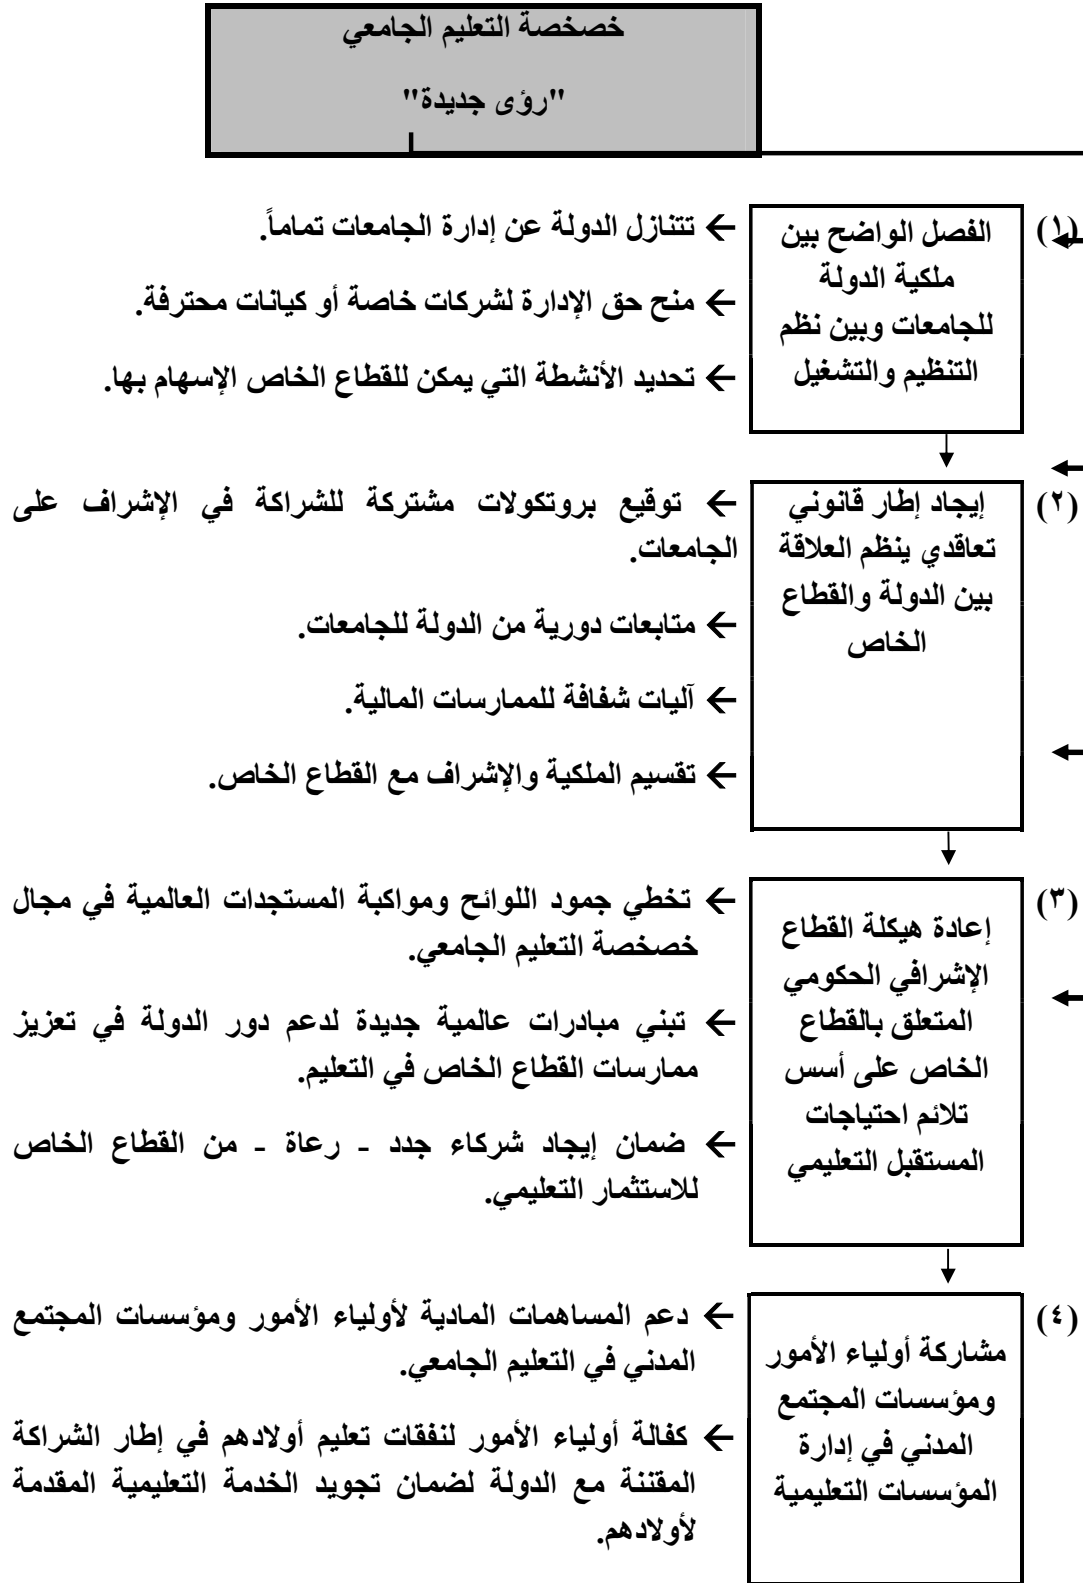 خصخصة التعليم الجامعي
"رؤى جديدة"
(١)
الفصل الواضح بين
ملكية الدولة
للجامعات وبين نظم
التنظيم والتشغيل
← تتنازل الدولة عن إدارة الجامعات تماماً.
← منح حق الإدارة لشركات خاصة أو كيانات محترفة.
← تحديد الأنشطة التي يمكن للقطاع الخاص الإسهام بها.
(٢)
إيجاد إطار قانوني
تعاقدي ينظم العلاقة
بين الدولة والقطاع
الخاص
← توقيع بروتكولات مشتركة للشراكة في الإشراف على
الجامعات.
← متابعات دورية من الدولة للجامعات.
← آليات شفافة للممارسات المالية.
← تقسيم الملكية والإشراف مع القطاع الخاص.
(٣)
إعادة هيكلة القطاع
الإشرافي الحكومي
المتعلق بالقطاع
الخاص على أسس
تلائم احتياجات
المستقبل التعليمي
← تخطي جمود اللوائح ومواكبة المستجدات العالمية في مجال
خصخصة التعليم الجامعي.
← تبني مبادرات عالمية جديدة لدعم دور الدولة في تعزيز
ممارسات القطاع الخاص في التعليم.
← ضمان إيجاد شركاء جدد - رعاة - من القطاع الخاص
للاستثمار التعليمي.
(٤)
مشاركة أولياء الأمور
ومؤسسات المجتمع
المدني في إدارة
المؤسسات التعليمية
← دعم المساهمات المادية لأولياء الأمور ومؤسسات المجتمع
المدني في التعليم الجامعي.
← كفالة أولياء الأمور لنفقات تعليم أولادهم في إطار الشراكة
المقننة مع الدولة لضمان تجويد الخدمة التعليمية المقدمة
لأولادهم.